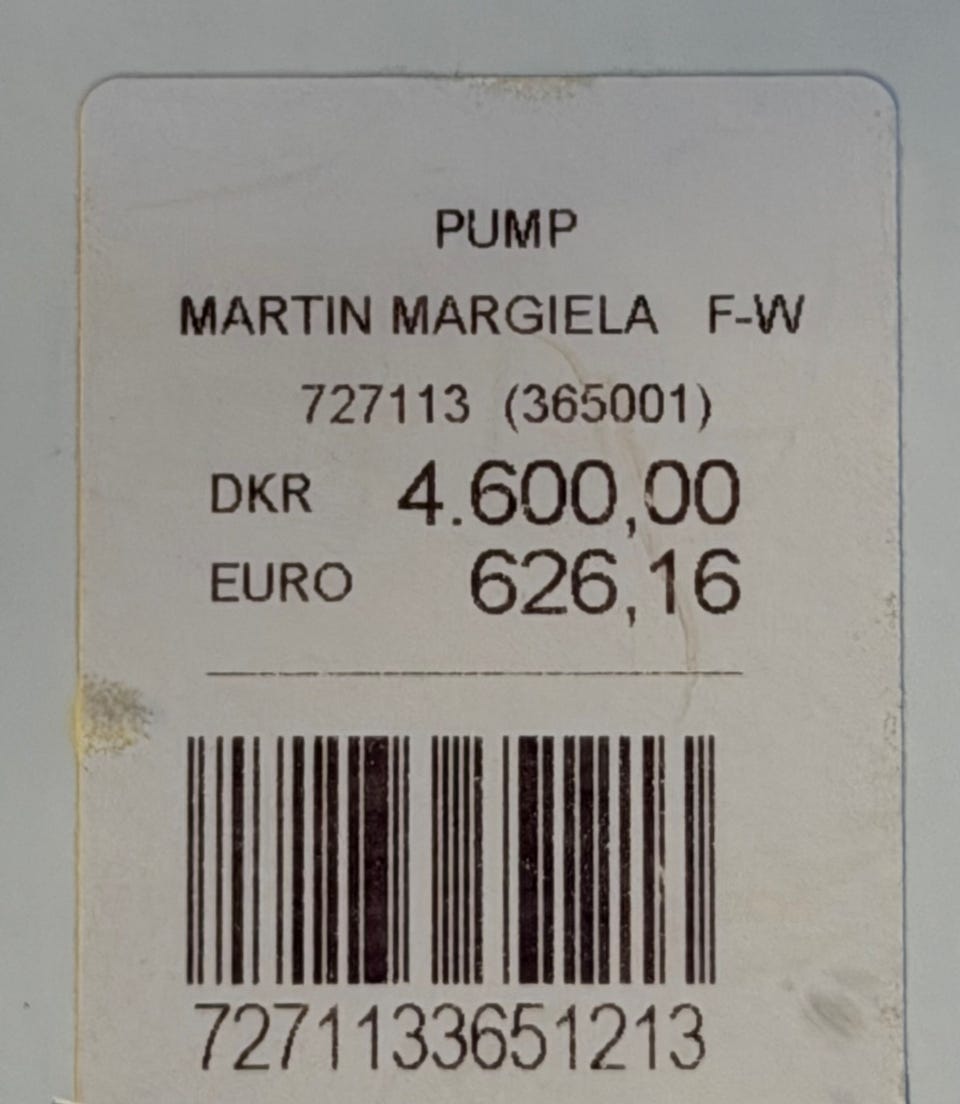 PUMP
MARTIN MARGIELA F-W
727113 (365001)
DKR 4.600,00
EURO 626,16
7271133651213